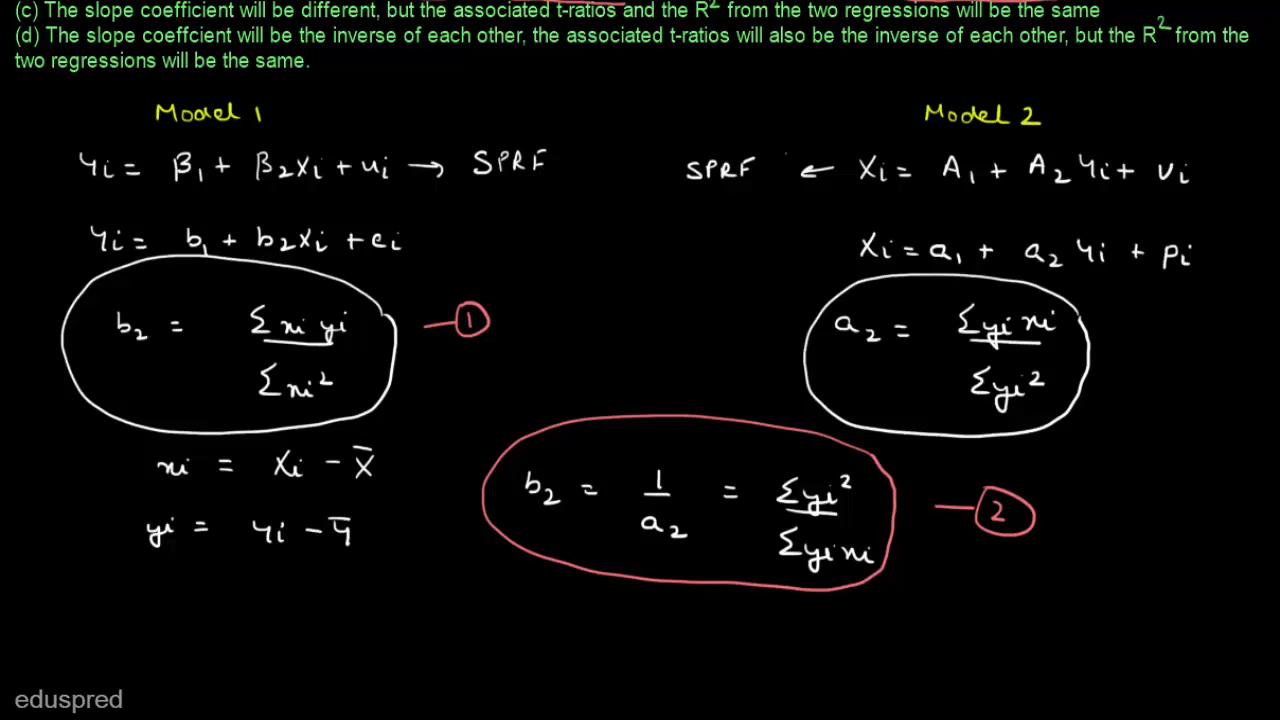 (c) The slope coefficient will be different, but the associated t-ratios and the R² from the two regressions will be the same
(d) The slope coeffcient will be the inverse of each other, the associated t-ratios will also be the inverse of each other, but the R² from the
two regressions will be the same.
Model 1
Yi = β₁ + β₂Xi + ui → SPRF
Yi = b₁ + b₂Xi + ei
b₂ = Σxiyi / Σxi² — 1
xi = Xi − X̄
yi = Yi − Ȳ
Model 2
SPRF ← Xi = A₁ + A₂Yi + vi
Xi = a₁ + a₂Yi + pi
a₂ = Σyixi / Σyi²
b₂ = 1 / a₂ = Σyi² / Σyixi — 2
eduspred